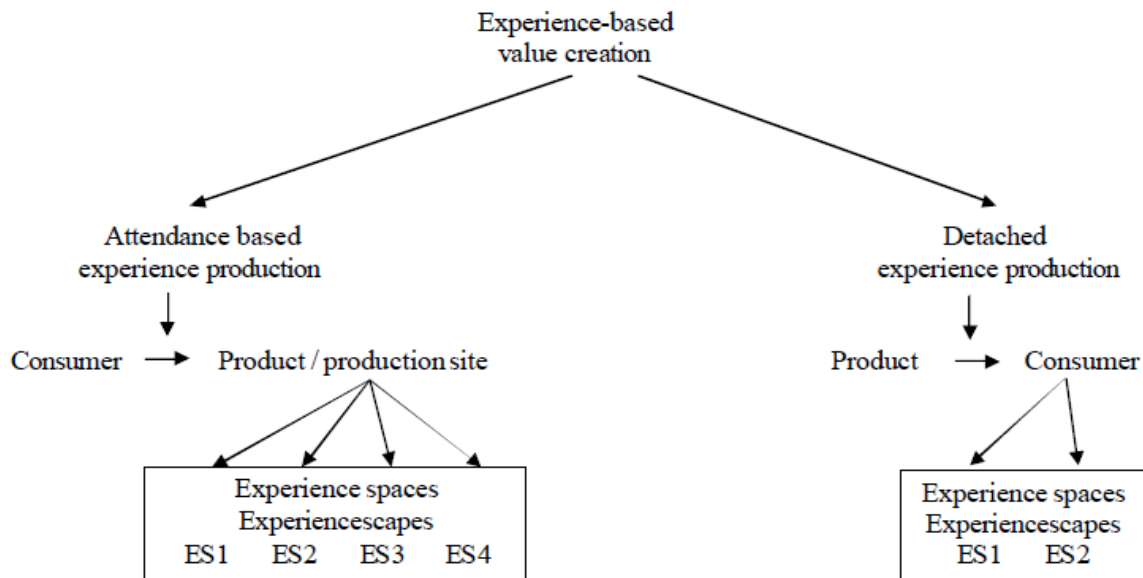 Experience-based
value creation
Attendance based
experience production
Detached
experience production
Consumer
Product / production site
Product
Consumer
Experience spaces
Experiencescapes
ES1 ES2 ES3 ES4
Experience spaces
Experiencescapes
ES1 ES2